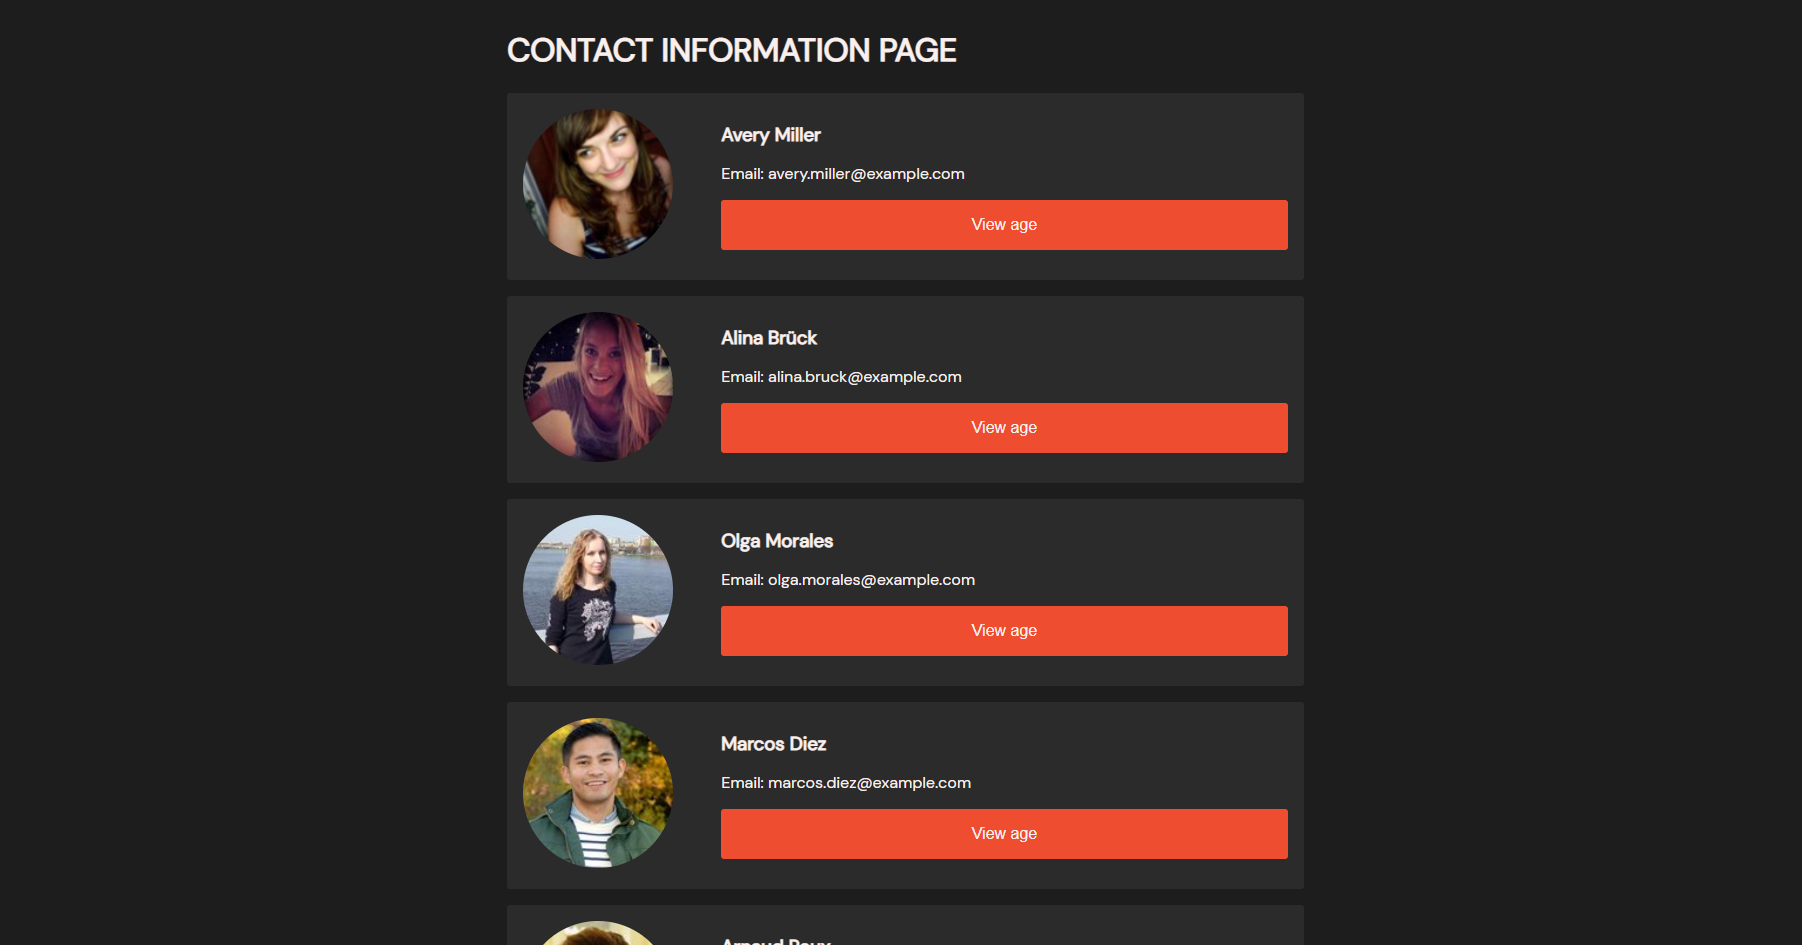 CONTACT INFORMATION PAGE
Avery Miller
Email: avery.miller@example.com
View age
Alina Brück
Email: alina.bruck@example.com
View age
Olga Morales
Email: olga.morales@example.com
View age
Marcos Diez
Email: marcos.diez@example.com
View age